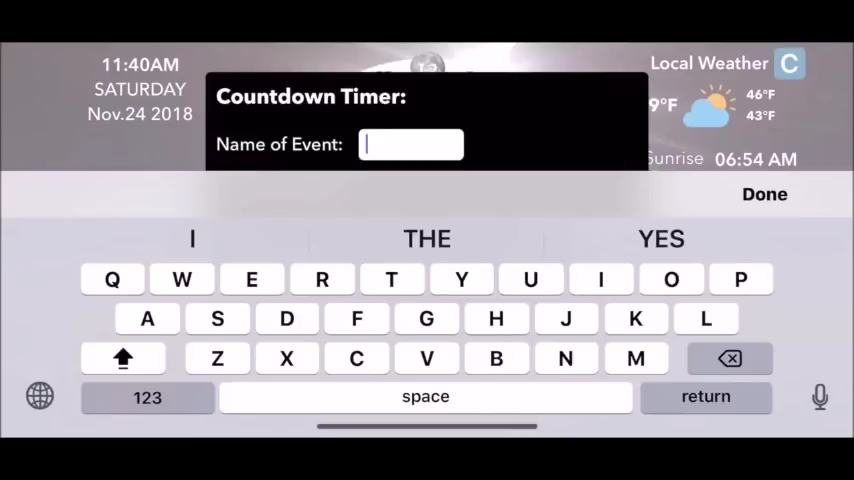 11:40AM
SATURDAY
Nov.24 2018
Local Weather C
9°F
46°F
43°F
Sunrise 06:54 AM
Countdown Timer:
Name of Event:
Done
I THE YES
Q W E R T Y U I O P
A S D F G H J K L
Z X C V B N M
123 space return